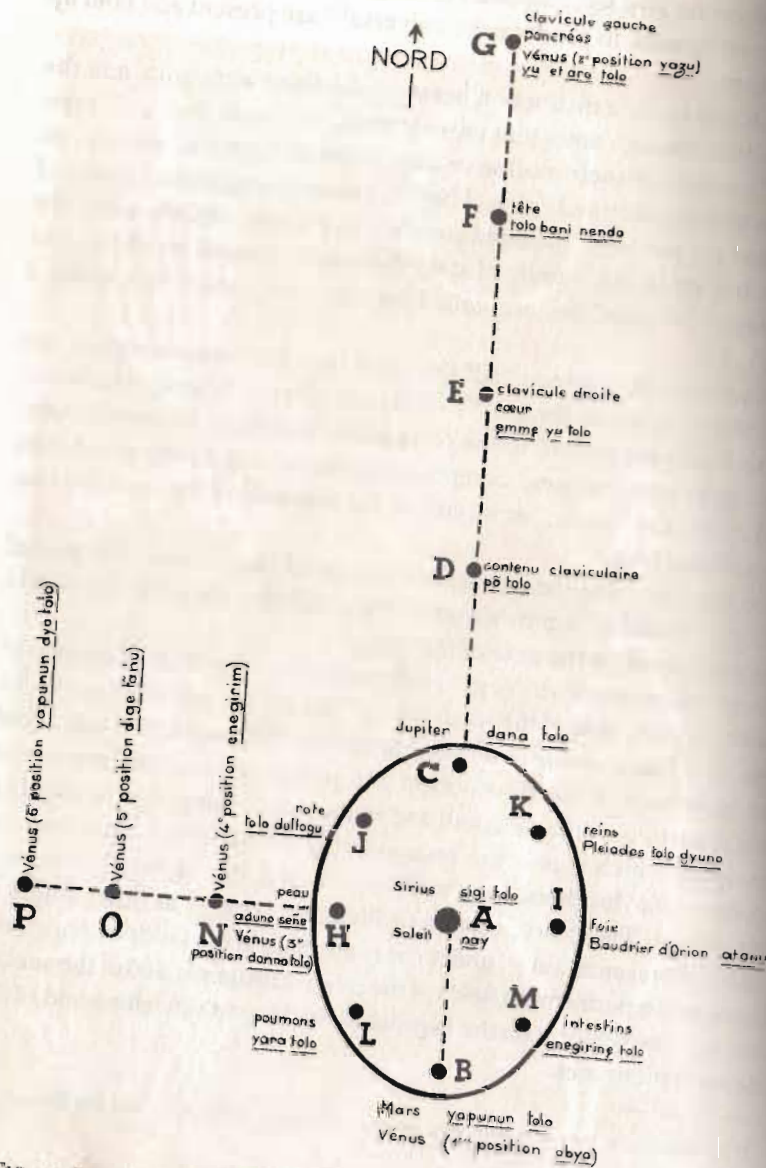 NORD
G
clavicule gauche
pancréas
Vénus (2e position yazu)
yu et ara tolo
F
tête
tolo bani nendo
E
clavicule droite
cœur
emme yu tolo
D
contenu claviculaire
pō tolo
Jupiter dana tolo
C
K
reins
Pleiades tolo dyuno
rate
tolo dullogu
J
Sirius sigi tolo
Soleil nay
A
I
foie
Baudrier d'Orion
peau
aduno señe
Vénus (3e
position donno tolo)
H
Vénus (6e position yapunun dya tolo)
P
Vénus (5e position dige tānu)
O
Vénus (4e position enegirim)
N
M
intestins
enegirine tolo
poumons
yara tolo
L
B
Mars yapunun tolo
Vénus (1ère position obya)